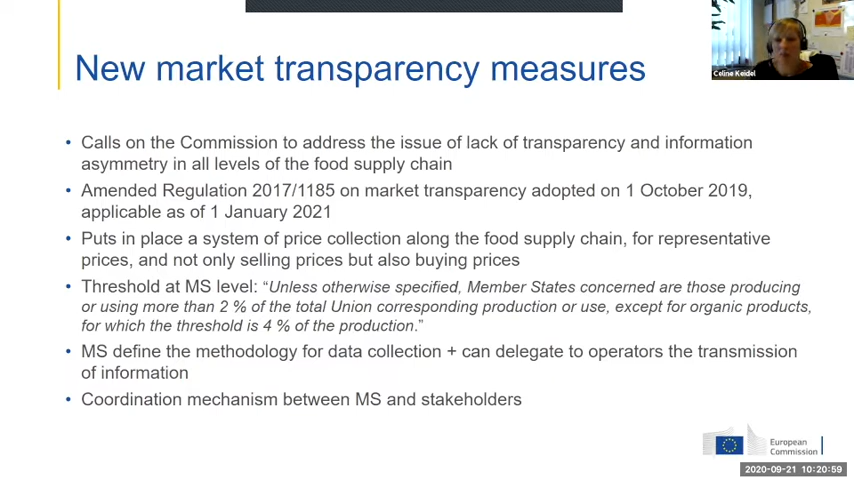 New market transparency measures
Celine Keidel
• Calls on the Commission to address the issue of lack of transparency and information
asymmetry in all levels of the food supply chain
• Amended Regulation 2017/1185 on market transparency adopted on 1 October 2019,
applicable as of 1 January 2021
• Puts in place a system of price collection along the food supply chain, for representative
prices, and not only selling prices but also buying prices
• Threshold at MS level: “Unless otherwise specified, Member States concerned are those producing
or using more than 2 % of the total Union corresponding production or use, except for organic products,
for which the threshold is 4 % of the production.”
• MS define the methodology for data collection + can delegate to operators the transmission
of information
• Coordination mechanism between MS and stakeholders
European
Commission
2020-09-21 10:20:59